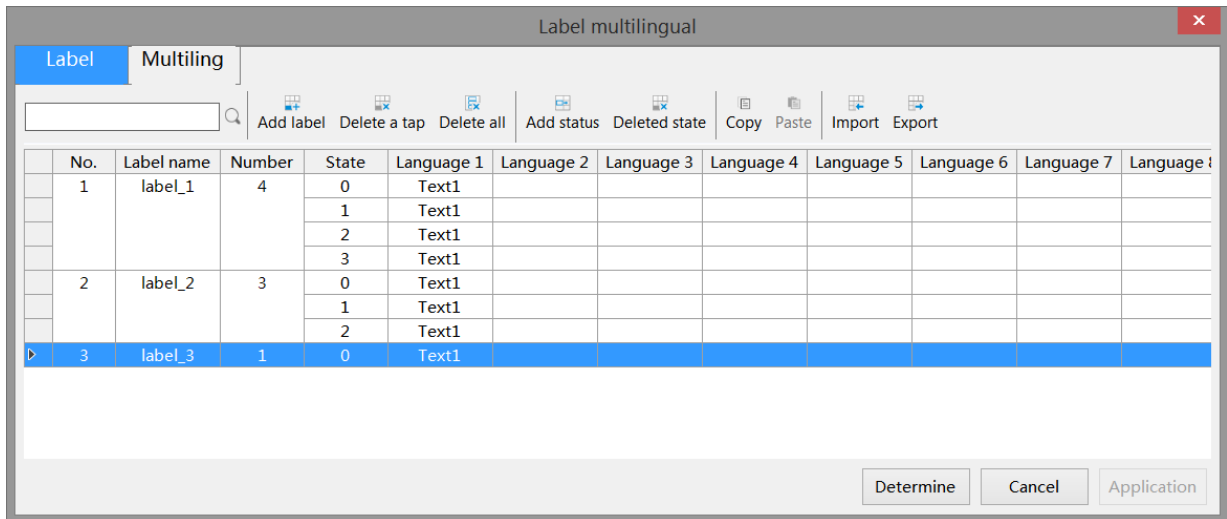 Label multilingual
Label Multiling
Add label Delete a tap Delete all Add status Deleted state Copy Paste Import Export
No. Label name Number State Language 1 Language 2 Language 3 Language 4 Language 5 Language 6 Language 7 Language
1 label_1 4 0 Text1
1 Text1
2 Text1
3 Text1
2 label_2 3 0 Text1
1 Text1
2 Text1
3 label_3 1 0 Text1
Determine Cancel Application